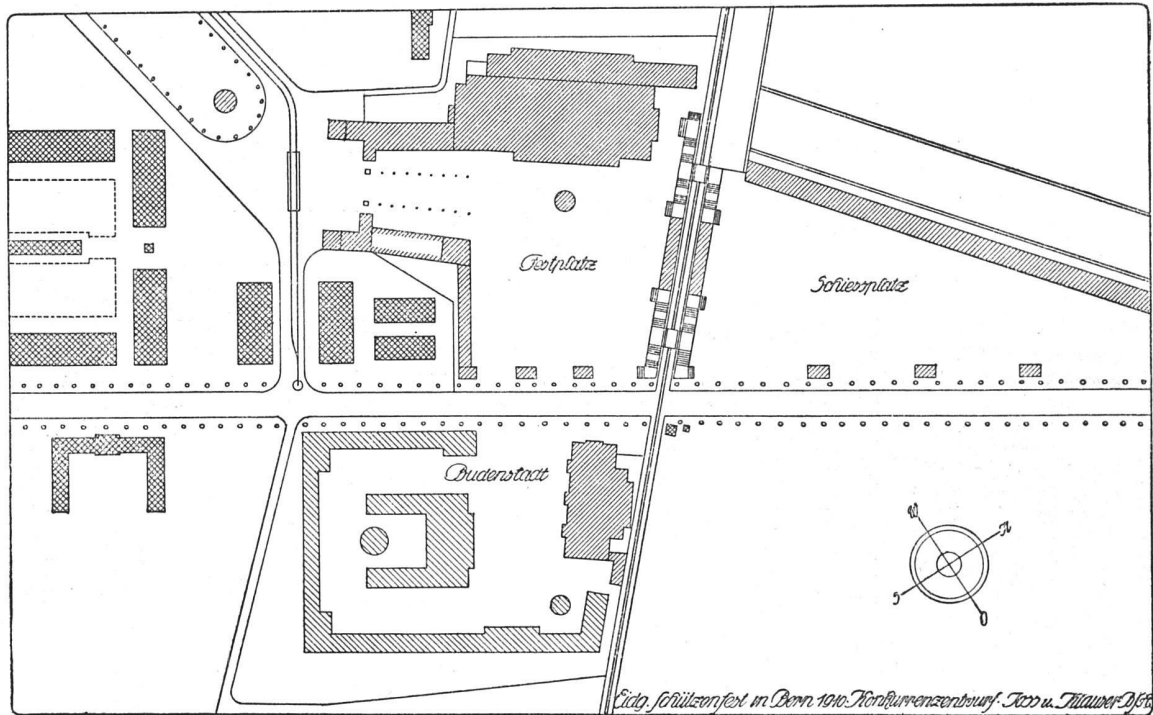 Festplatz
Schiessplatz
Budenstadt
W
N
S
O
Eidg. Schützenfest in Bern 1910. Konkurrenzentwurf. Joss u. Klauser